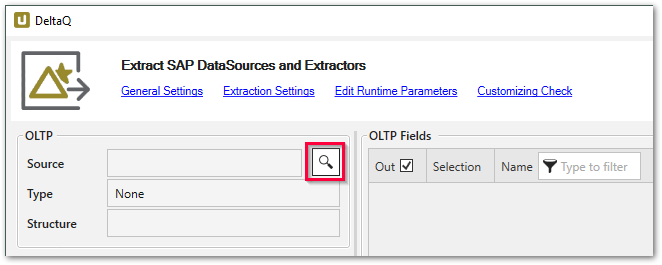 DeltaQ
Extract SAP DataSources and Extractors
General Settings Extraction Settings Edit Runtime Parameters Customizing Check
OLTP
Source
Type None
Structure
OLTP Fields
Out Selection Name Type to filter